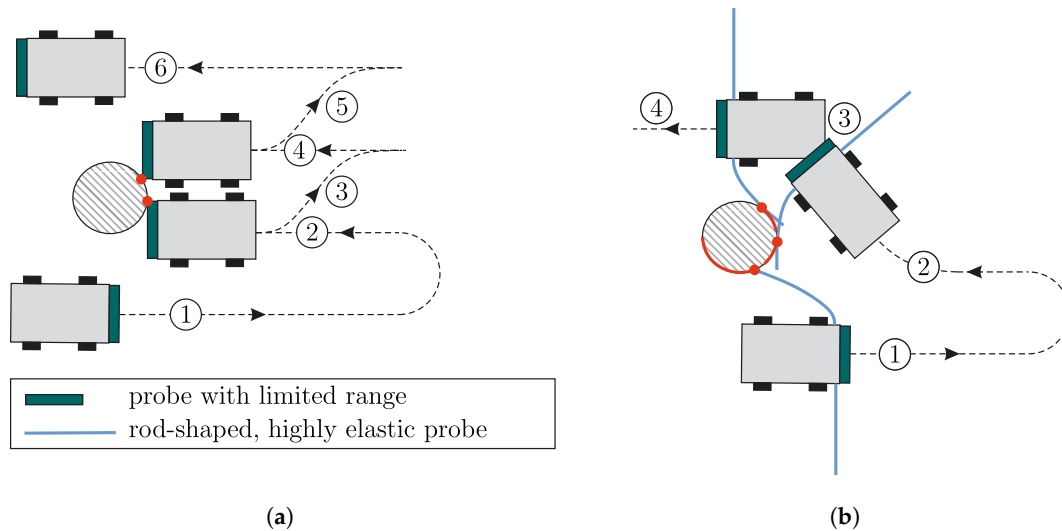 6
5
4
3
2
1
probe with limited range
rod-shaped, highly elastic probe
(a)
4
3
2
1
(b)